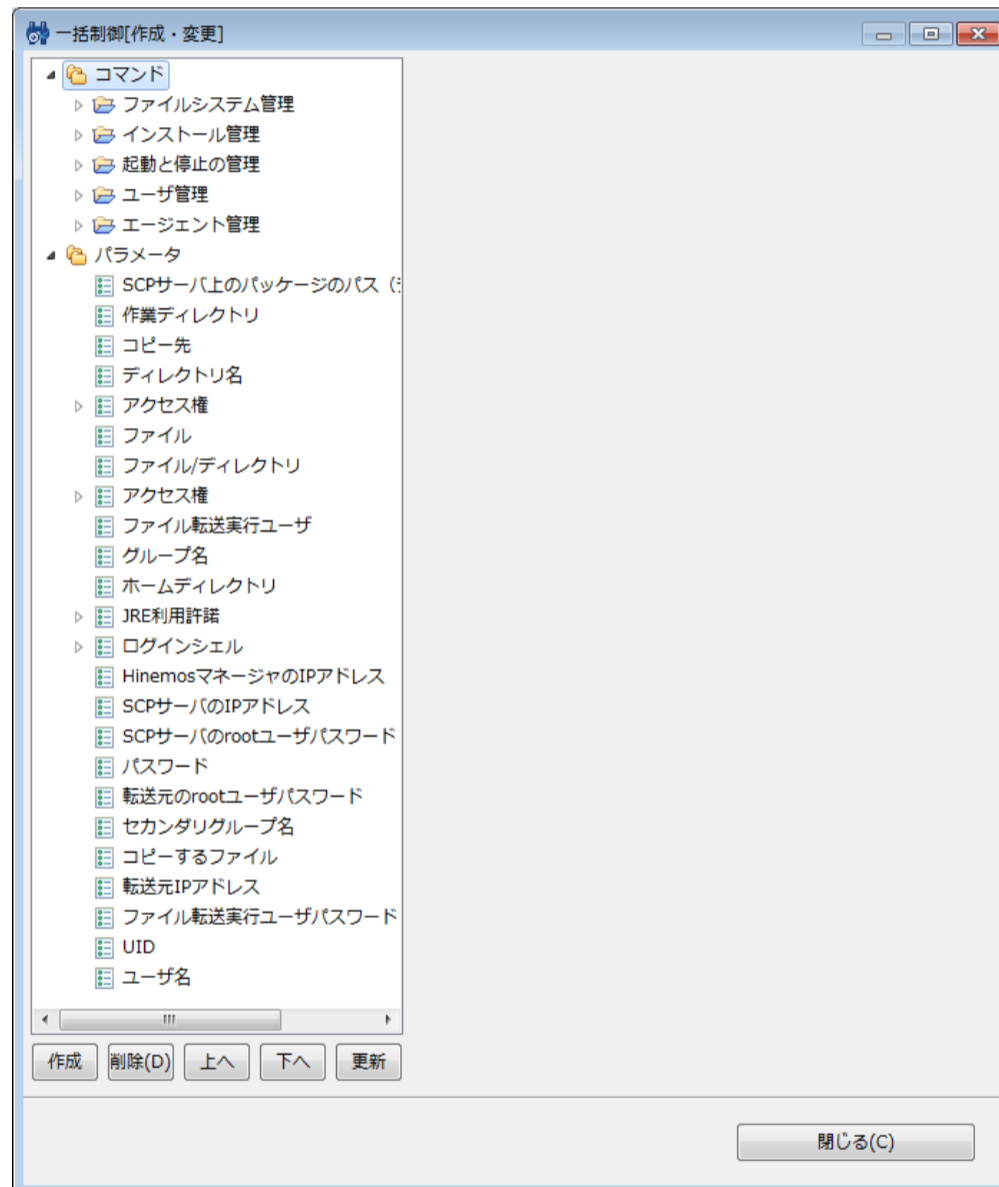 一括制御[作成・変更]
コマンド
ファイルシステム管理
インストール管理
起動と停止の管理
ユーザ管理
エージェント管理
パラメータ
SCPサーバ上のパッケージのパス（
作業ディレクトリ
コピー先
ディレクトリ名
アクセス権
ファイル
ファイル/ディレクトリ
アクセス権
ファイル転送実行ユーザ
グループ名
ホームディレクトリ
JRE利用許諾
ログインシェル
HinemosマネージャのIPアドレス
SCPサーバのIPアドレス
SCPサーバのrootユーザパスワード
パスワード
転送元のrootユーザパスワード
セカンダリグループ名
コピーするファイル
転送元IPアドレス
ファイル転送実行ユーザパスワード
UID
ユーザ名
作成 削除(D) 上へ 下へ 更新
閉じる(C)